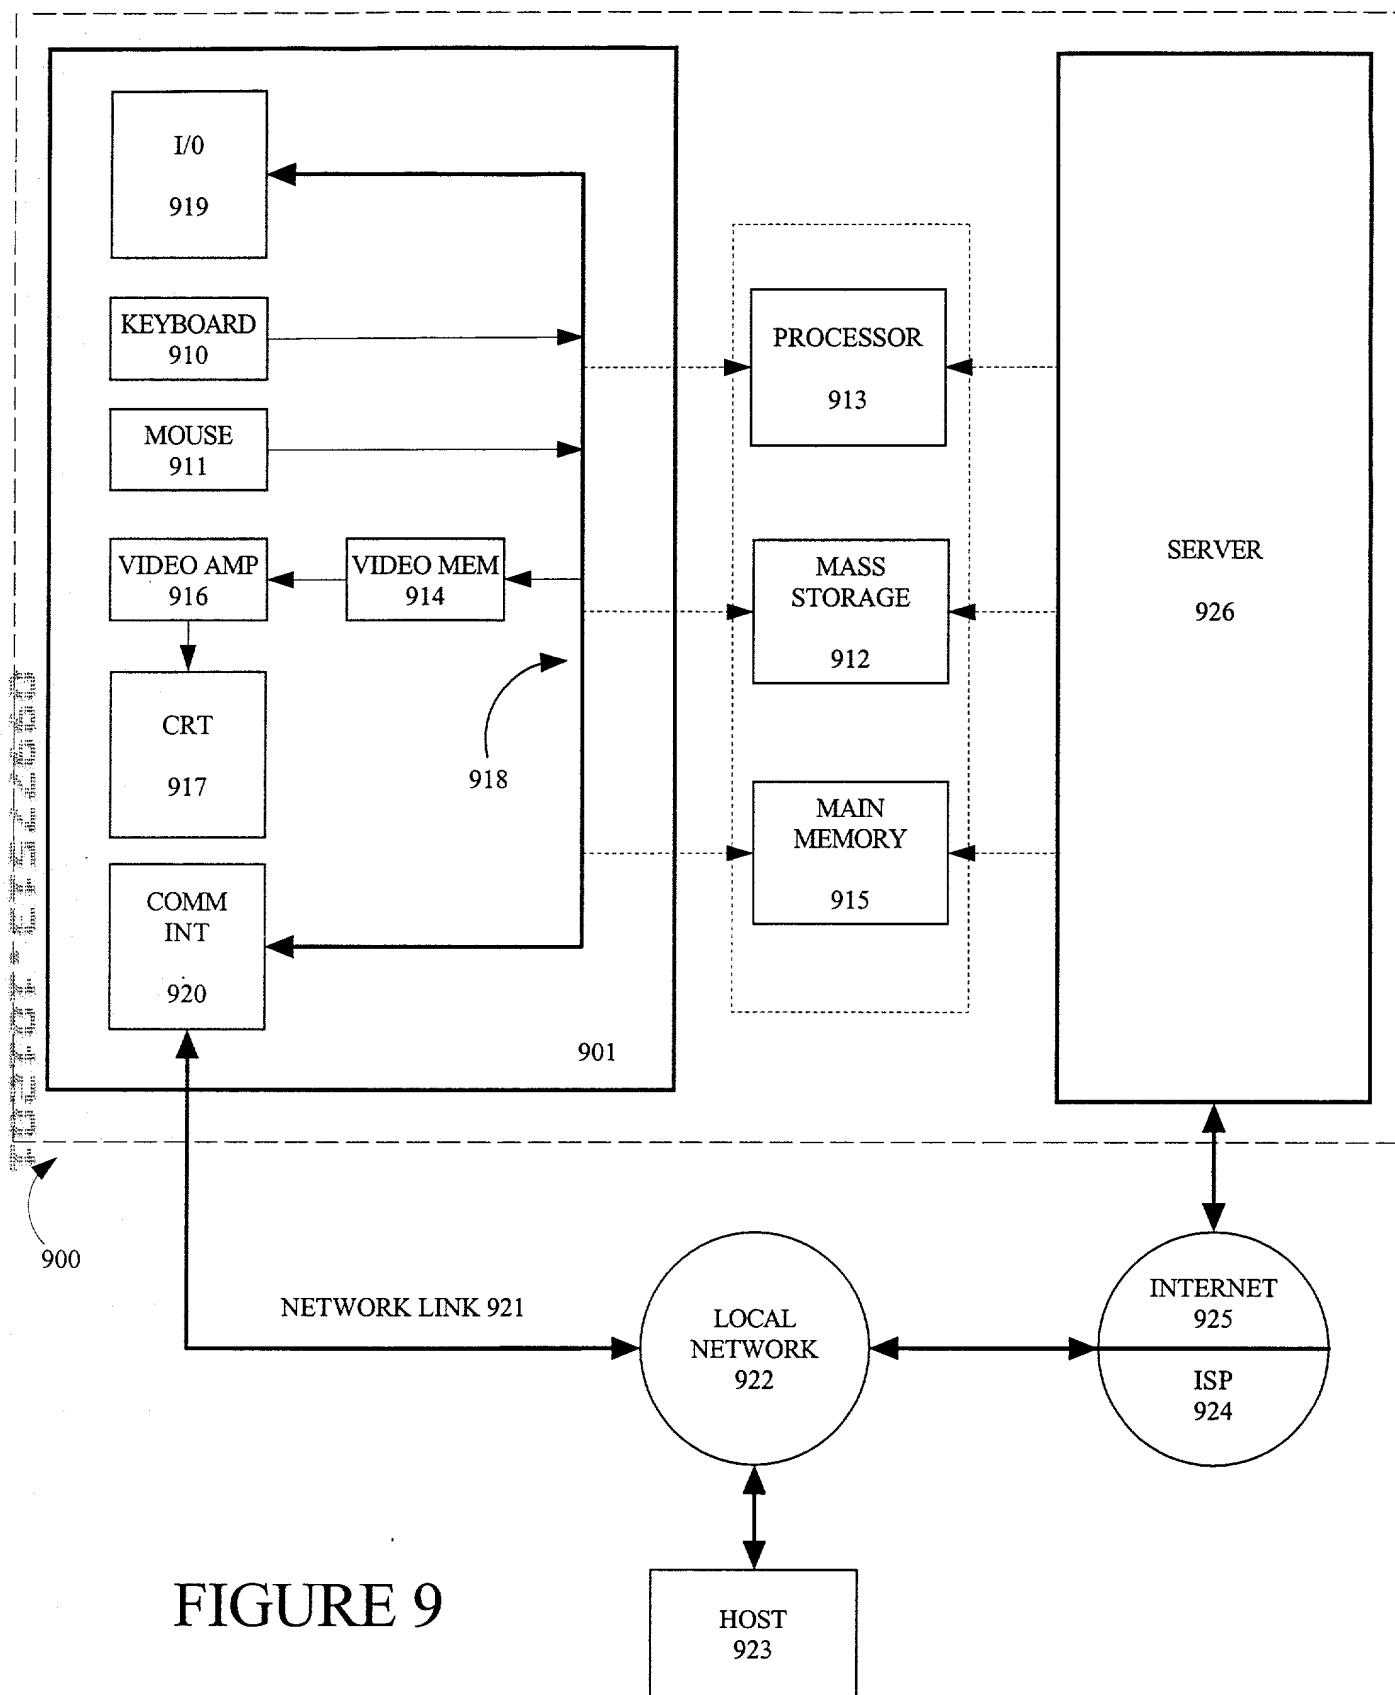 I/0
919
KEYBOARD
910
MOUSE
911
VIDEO AMP
916
VIDEO MEM
914
CRT
917
918
COMM
INT
920
901
PROCESSOR
913
MASS
STORAGE
912
MAIN
MEMORY
915
SERVER
926
900
NETWORK LINK 921
LOCAL
NETWORK
922
INTERNET
925
ISP
924
HOST
923
FIGURE 9